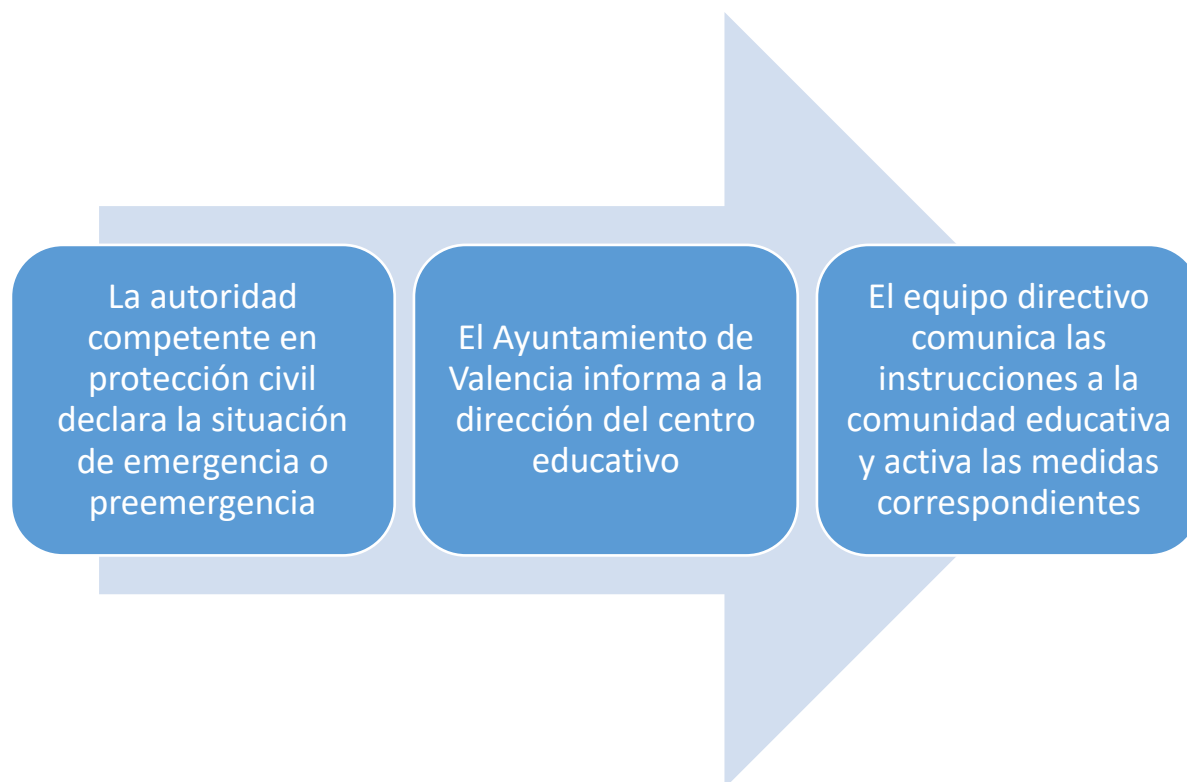 La autoridad
competente en
protección civil
declara la situación
de emergencia o
preemergencia
El Ayuntamiento de
Valencia informa a la
dirección del centro
educativo
El equipo directivo
comunica las
instrucciones a la
comunidad educativa
y activa las medidas
correspondientes